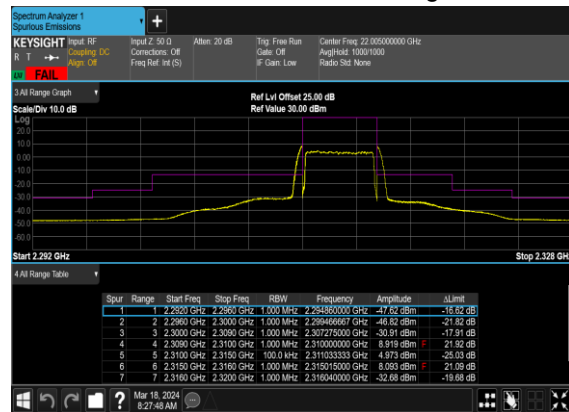 Spectrum Analyzer 1
Spurious Emissions
KEYSIGHT Input: RF
R T Coupling: DC
Align: Off
LW FAIL
Input Z: 50 Ω
Corrections: Off
Freq Ref: Int (S)
Atten: 20 dB
Trig: Free Run
Gate: Off
IF Gain: Low
Center Freq: 22.005000000 GHz
Avg|Hold: 1000/1000
Radio Std: None
3 All Range Graph
Scale/Div 10.0 dB
Ref Lvl Offset 25.00 dB
Ref Value 30.00 dBm
Log
20.0
10.0
0.00
-10.0
-20.0
-30.0
-40.0
-50.0
-60.0
Start 2.292 GHz
Stop 2.328 GH
4 All Range Table
Spur Range Start Freq Stop Freq RBW Frequency Amplitude ΔLimit
1 1 2.2920 GHz 2.2960 GHz 1.000 MHz 2.294860000 GHz -47.62 dBm -16.62 dB
2 2 2.2960 GHz 2.3000 GHz 1.000 MHz 2.299466667 GHz -46.82 dBm -21.82 dB
3 3 2.3000 GHz 2.3090 GHz 1.000 MHz 2.307275000 GHz -30.91 dBm -17.91 dB
4 4 2.3090 GHz 2.3100 GHz 1.000 MHz 2.310000000 GHz 8.919 dBm F 21.92 dB
5 5 2.3100 GHz 2.3150 GHz 100.0 kHz 2.311033333 GHz 4.973 dBm -25.03 dB
6 6 2.3150 GHz 2.3160 GHz 1.000 MHz 2.315015000 GHz 8.093 dBm F 21.09 dB
7 7 2.3160 GHz 2.3200 GHz 1.000 MHz 2.316040000 GHz -32.68 dBm -19.68 dB
Mar 18, 2024
8:27:48 AM